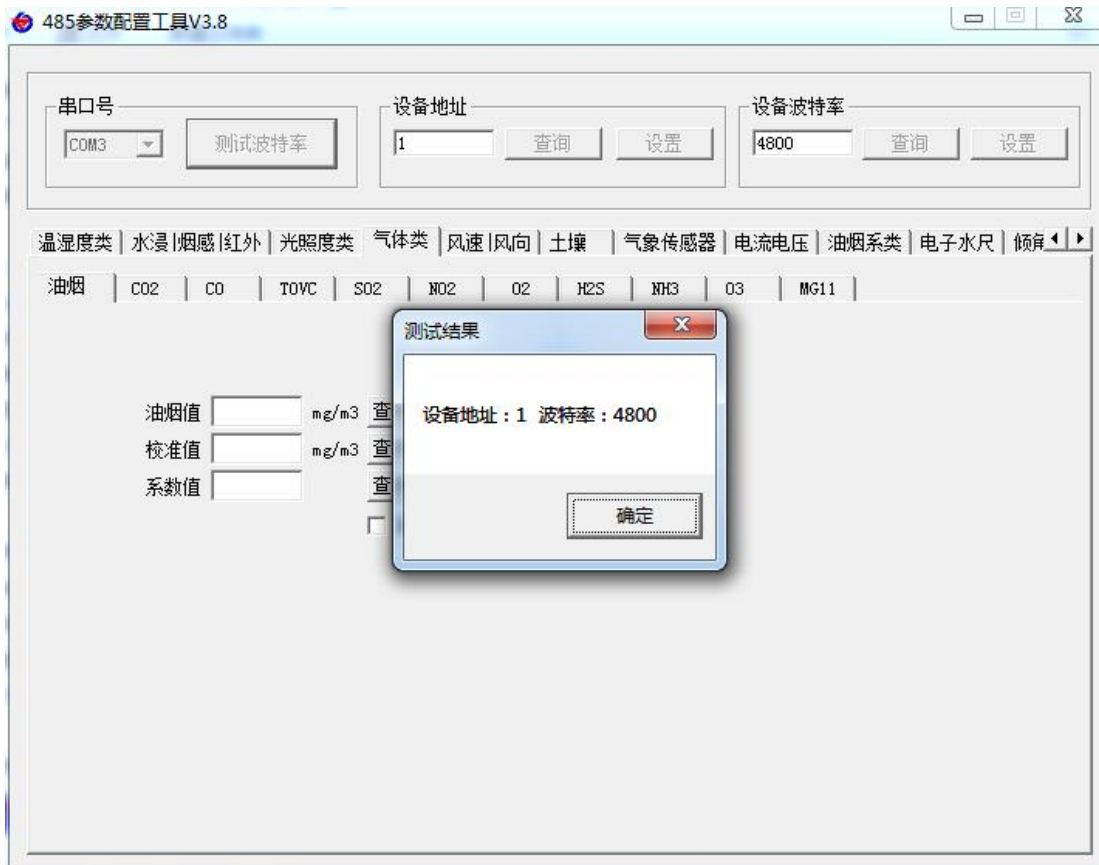 485参数配置工具V3.8
串口号
设备地址
设备波特率
COM3
测试波特率
1
查询
设置
4800
查询
设置
温湿度类
水浸|烟感|红外
光照度类
气体类
风速|风向
土壤
气象传感器
电流电压
油烟系类
电子水尺
倾角
油烟
CO2
CO
TOVC
SO2
NO2
O2
H2S
NH3
O3
MG11
测试结果
设备地址：1 波特率：4800
确定
油烟值
mg/m3
查
校准值
mg/m3
查
系数值
查